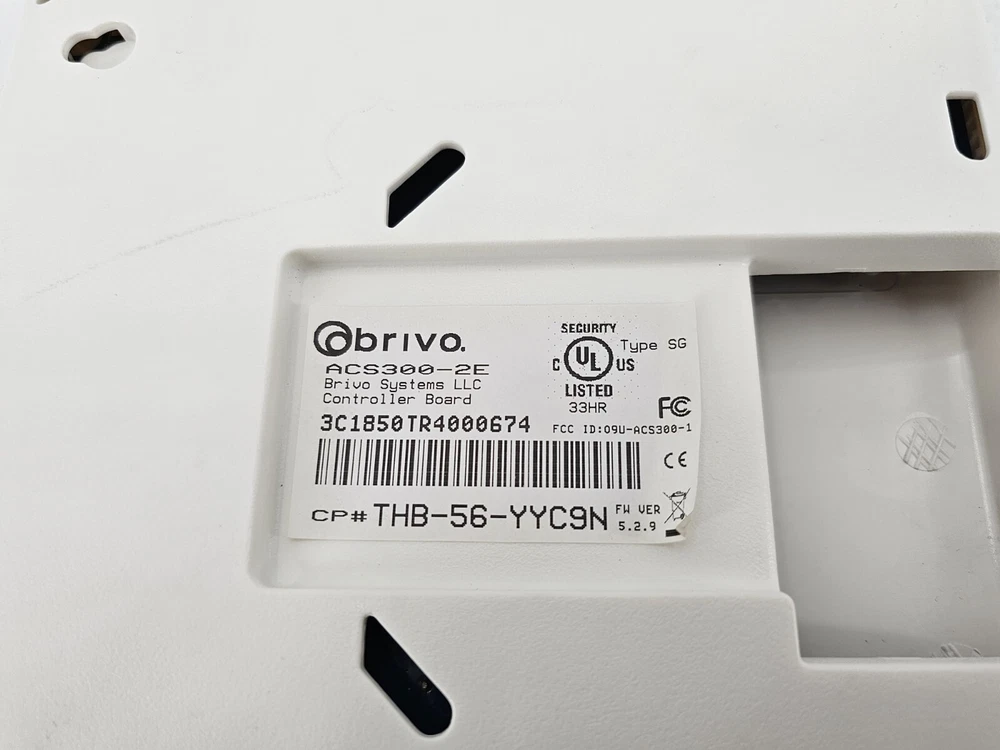 brivo.
ACS300-2E
Brivo Systems LLC
Controller Board
3C1850TR4000674
SECURITY
C UL US
Type SG
LISTED
33HR
FC
FCC ID:O9U-ACS300-1
CE
CP# THB-56-YYC9N
FW VER
5.2.9